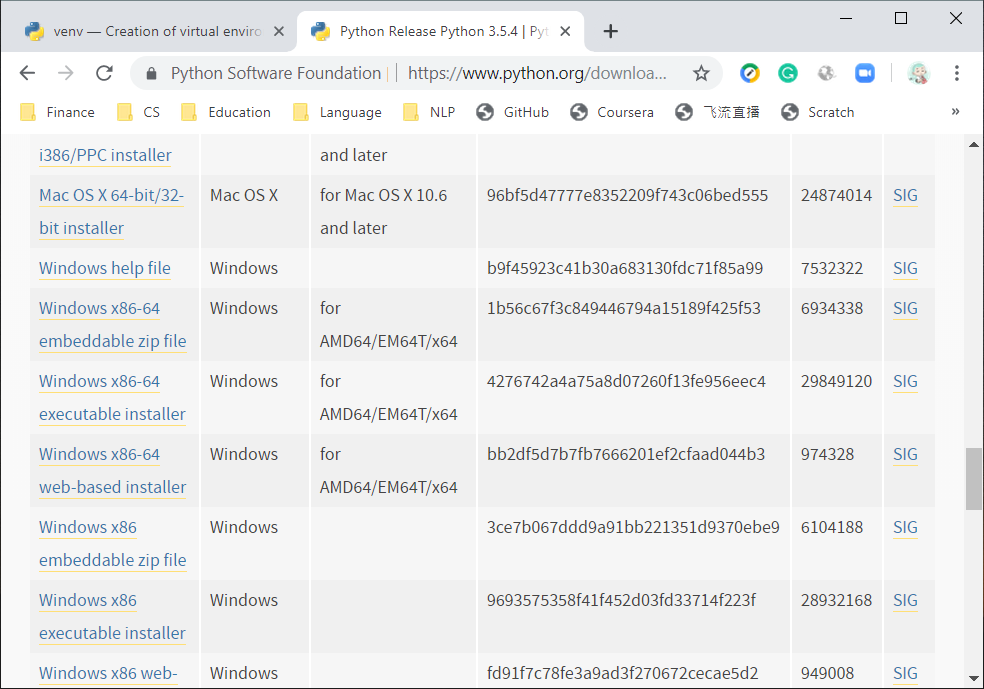 venv — Creation of virtual enviro
Python Release Python 3.5.4 | Pyt
Python Software Foundation | https://www.python.org/downloa...
Finance CS Education Language NLP GitHub Coursera 飞流直播 Scratch »
i386/PPC installer and later
Mac OS X 64-bit/32- Mac OS X for Mac OS X 10.6 96bf5d47777e8352209f743c06bed555 24874014 SIG
bit installer and later
Windows help file Windows b9f45923c41b30a683130fdc71f85a99 7532322 SIG
Windows x86-64 Windows for 1b56c67f3c849446794a15189f425f53 6934338 SIG
embeddable zip file AMD64/EM64T/x64
Windows x86-64 Windows for 4276742a4a75a8d07260f13fe956eec4 29849120 SIG
executable installer AMD64/EM64T/x64
Windows x86-64 Windows for bb2df5d7b7fb7666201ef2cfaad044b3 974328 SIG
web-based installer AMD64/EM64T/x64
Windows x86 Windows 3ce7b067ddd9a91bb221351d9370ebe9 6104188 SIG
embeddable zip file
Windows x86 Windows 9693575358f41f452d03fd33714f223f 28932168 SIG
executable installer
Windows x86 web- Windows fd91f7c78fe3a9ad3f270672cecae5d2 949008 SIG